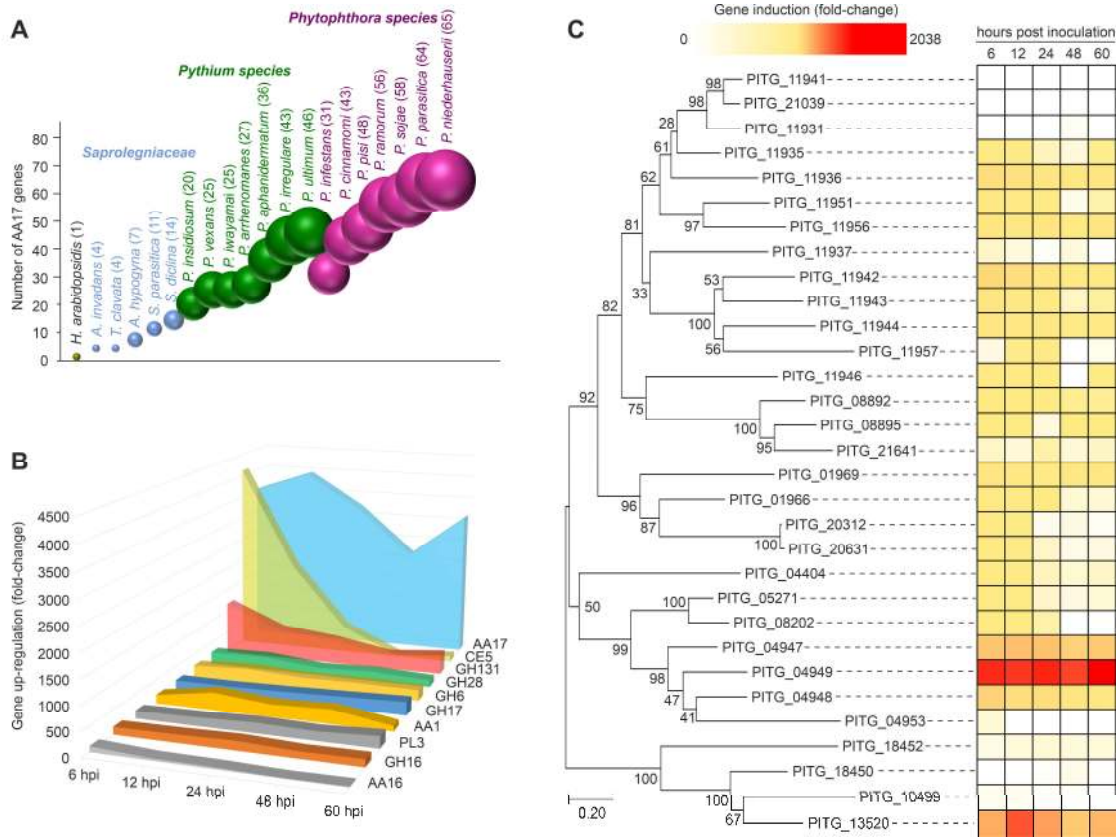 A
Phytophthora species
Pythium species
Saprolegniaceae
Number of AA17 genes
80
70
60
50
40
30
20
10
0
H. arabidopsidis (1)
A. invadans (4)
T. clavata (4)
A. hypogyna (7)
S. parasitica (11)
S. diclina (14)
P. insidiosum (20)
P. vexans (25)
P. iwayamai (25)
P. arrhenomanes (27)
P. aphanidermatum (36)
P. irregulare (43)
P. ultimum (46)
P. infestans (31)
P. cinnamomi (43)
P. pisi (48)
P. ramorum (56)
P. sojae (58)
P. parasitica (64)
P. niederhauserii (65)
B
Gene up-regulation (fold-change)
4500
4000
3500
3000
2500
2000
1500
1000
500
0
6 hpi
12 hpi
24 hpi
48 hpi
60 hpi
AA17
CE5
GH131
GH28
GH6
GH17
AA1
PL3
GH16
AA16
C
Gene induction (fold-change)
0
2038
hours post inoculation
6 12 24 48 60
PITG_11941
PITG_21039
PITG_11931
PITG_11935
PITG_11936
PITG_11951
PITG_11956
PITG_11937
PITG_11942
PITG_11943
PITG_11944
PITG_11957
PITG_11946
PITG_08892
PITG_08895
PITG_21641
PITG_01969
PITG_01966
PITG_20312
PITG_20631
PITG_04404
PITG_05271
PITG_08202
PITG_04947
PITG_04949
PITG_04948
PITG_04953
PITG_18452
PITG_18450
PITG_10499
PITG_13520
98
98
28
61
62
97
81
33
53
100
56
82
92
75
100
95
96
87
100
50
100
99
98
47
41
100
100
67
0.20